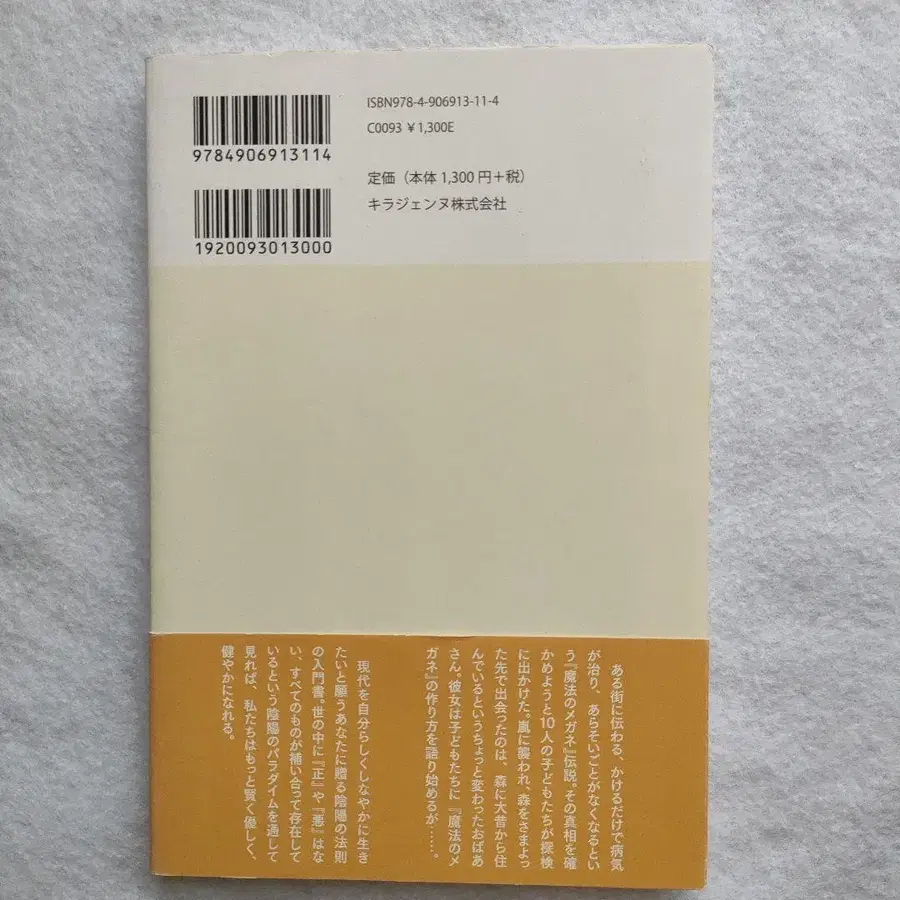 ISBN978-4-906913-11-4
C0093 ￥1,300E
9784906913114
定価（本体 1,300 円＋税）
キラジェンヌ株式会社
1920093013000
ある街に伝わる、かけるだけで病気
が治り、あらそいごとがなくなるとい
う『魔法のメガネ』伝説。その真相を確
かめようと10人の子どもたちが探検
に出かけた。嵐に襲われ、森をさまよっ
た先で出会ったのは、森に大昔から住
んでいるというちょっと変わったおばあ
さん。彼女は子どもたちに『魔法のメ
ガネ』の作り方を語り始めるが……。
現代を自分らしくしなやかに生き
たいと願うあなたに贈る陰陽の法則
の入門書。世の中に『正』や『悪』はな
い、すべてのものが補い合って存在して
いるという陰陽のパラダイムを通して
見れば、私たちはもっと賢く優しく、
健やかになれる。